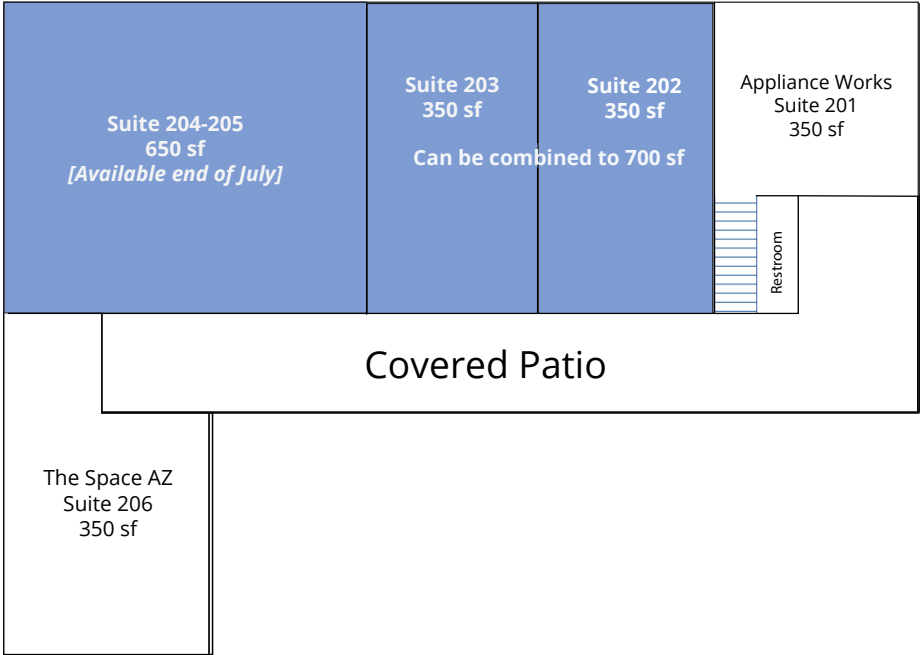 Suite 204-205
650 sf
[Available end of July]
Suite 203
350 sf
Suite 202
350 sf
Can be combined to 700 sf
Appliance Works
Suite 201
350 sf
Restroom
Covered Patio
The Space AZ
Suite 206
350 sf